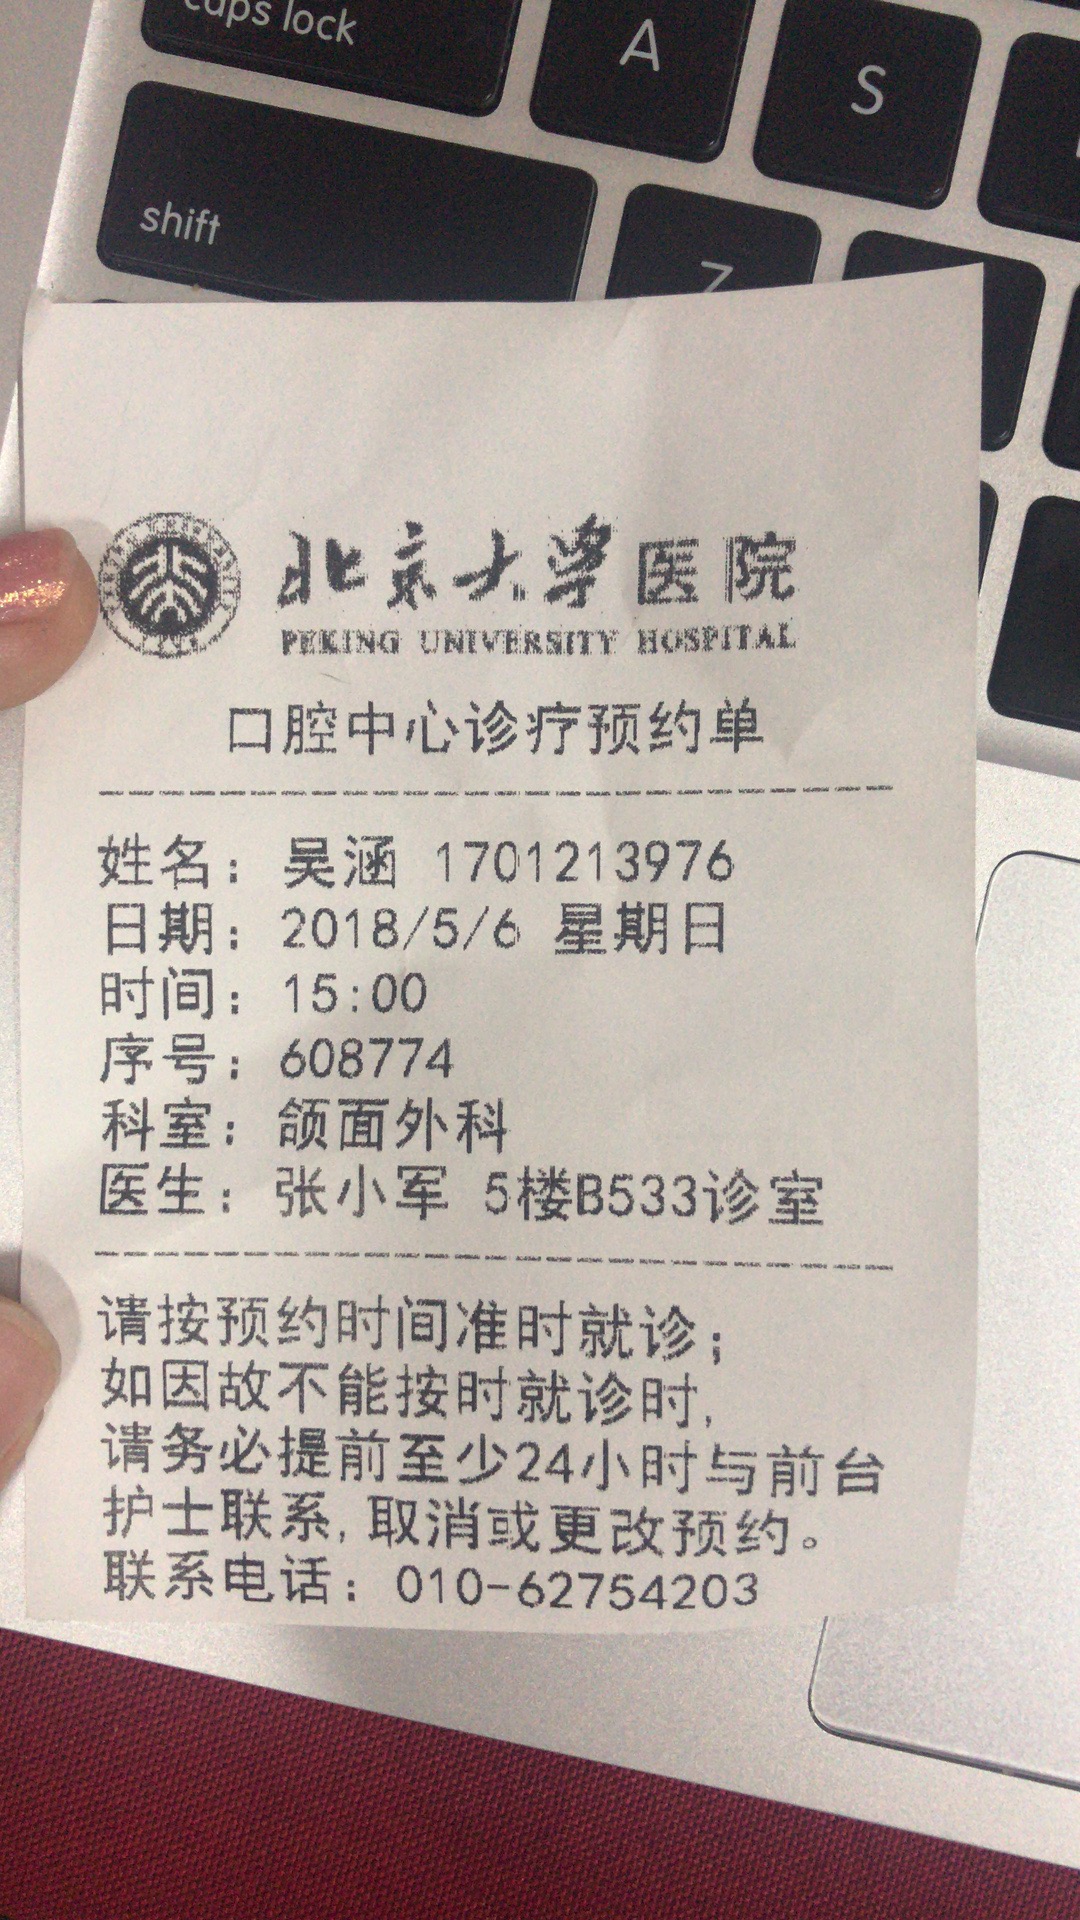 caps lock
A
S
shift
Z
北京大学医院
PEKING UNIVERSITY HOSPITAL
口腔中心诊疗预约单
姓名：吴涵 1701213976
日期：2018/5/6 星期日
时间：15:00
序号：608774
科室：颌面外科
医生：张小军 5楼B533诊室
请按预约时间准时就诊；
如因故不能按时就诊时，
请务必提前至少24小时与前台
护士联系，取消或更改预约。
联系电话：010-62754203